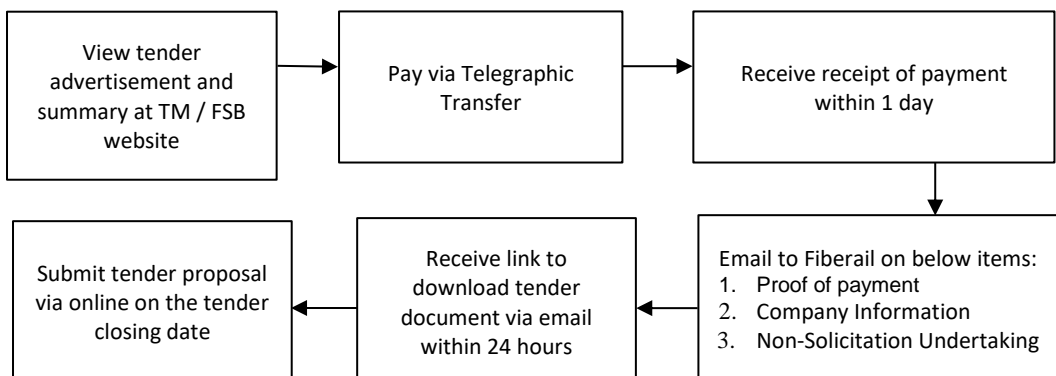 View tender
advertisement and
summary at TM / FSB
website
Pay via Telegraphic
Transfer
Receive receipt of payment
within 1 day
Email to Fiberail on below items:
1. Proof of payment
2. Company Information
3. Non-Solicitation Undertaking
Receive link to
download tender
document via email
within 24 hours
Submit tender proposal
via online on the tender
closing date